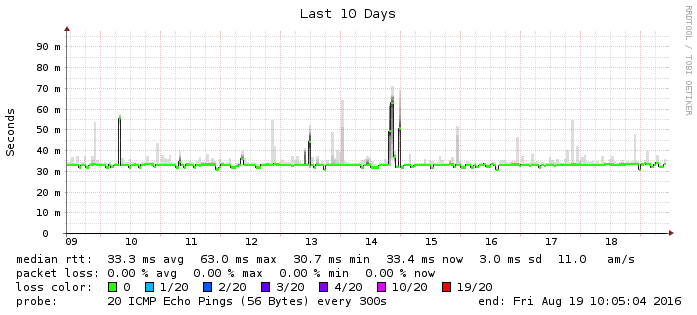 Last 10 Days
RRDTOOL / TOBI OETIKER
Seconds
90 m
80 m
70 m
60 m
50 m
40 m
30 m
20 m
10 m
0
09 10 11 12 13 14 15 16 17 18
median rtt: 33.3 ms avg 63.0 ms max 30.7 ms min 33.4 ms now 3.0 ms sd 11.0 am/s
packet loss: 0.00 % avg 0.00 % max 0.00 % min 0.00 % now
loss color: 0 1/20 2/20 3/20 4/20 10/20 19/20
probe: 20 ICMP Echo Pings (56 Bytes) every 300s end: Fri Aug 19 10:05:04 2016